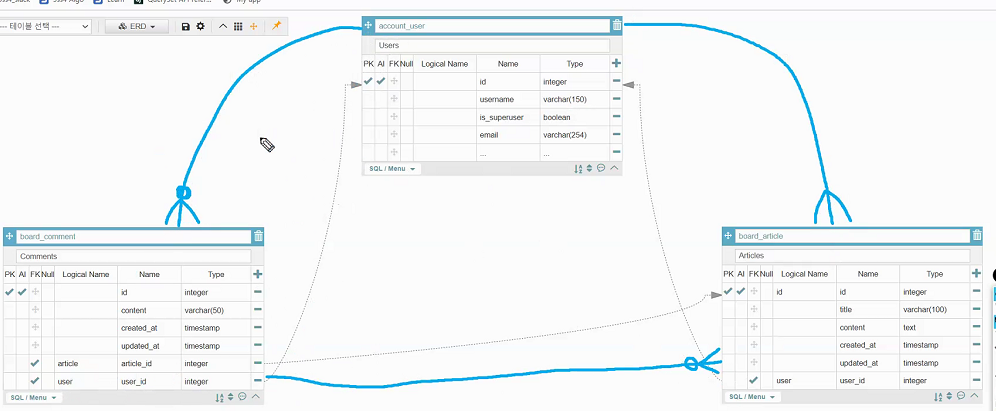 --- 테이블 선택 ---
ERD
account_user
Users
PK AI FK Null Logical Name Name Type
id integer
username varchar(150)
is_superuser boolean
email varchar(254)
... ...
SQL / Menu
board_comment
Comments
PK AI FK Null Logical Name Name Type
id integer
content varchar(50)
created_at timestamp
updated_at timestamp
article article_id integer
user user_id integer
SQL / Menu
board_article
Articles
PK AI FK Null Logical Name Name Type
id id integer
title varchar(100)
content text
created_at timestamp
updated_at timestamp
user user_id integer
SQL / Menu